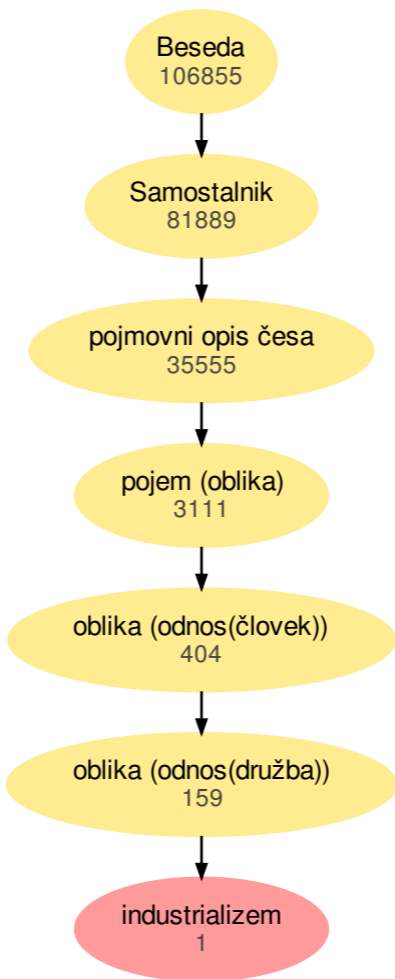 Beseda
106855
Samostalnik
81889
pojmovni opis česa
35555
pojem (oblika)
3111
oblika (odnos(človek))
404
oblika (odnos(družba))
159
industrializem
1